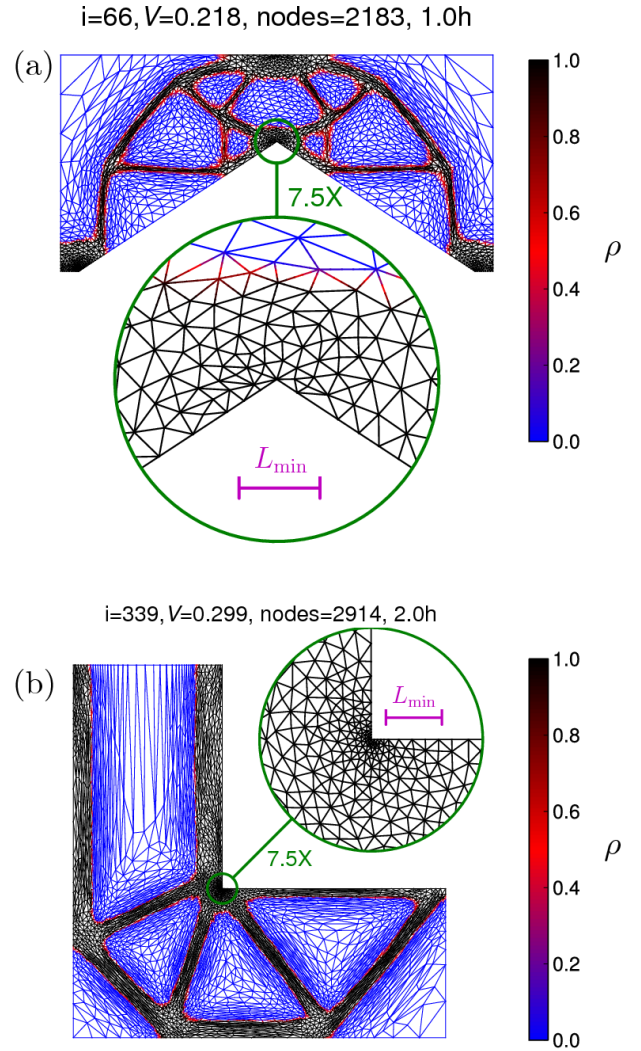 i=66, V=0.218, nodes=2183, 1.0h
(a)
7.5X
L_min
1.0
0.8
0.6
0.4
0.2
0.0
ρ
i=339, V=0.299, nodes=2914, 2.0h
(b)
L_min
7.5X
1.0
0.8
0.6
0.4
0.2
0.0
ρ